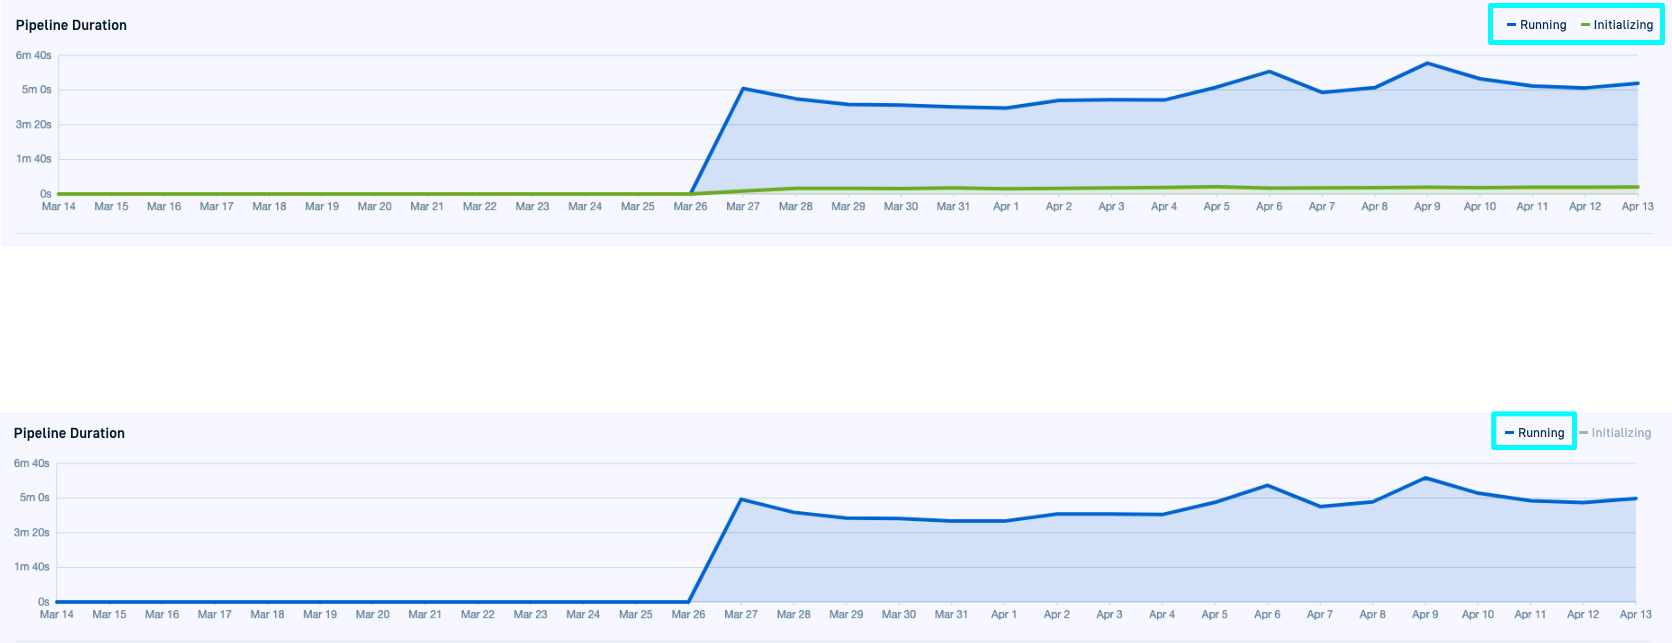 Pipeline Duration
Running Initializing
6m 40s
5m 0s
3m 20s
1m 40s
0s
Mar 14 Mar 15 Mar 16 Mar 17 Mar 18 Mar 19 Mar 20 Mar 21 Mar 22 Mar 23 Mar 24 Mar 25 Mar 26 Mar 27 Mar 28 Mar 29 Mar 30 Mar 31 Apr 1 Apr 2 Apr 3 Apr 4 Apr 5 Apr 6 Apr 7 Apr 8 Apr 9 Apr 10 Apr 11 Apr 12 Apr 13
Pipeline Duration
Running Initializing
6m 40s
5m 0s
3m 20s
1m 40s
0s
Mar 14 Mar 15 Mar 16 Mar 17 Mar 18 Mar 19 Mar 20 Mar 21 Mar 22 Mar 23 Mar 24 Mar 25 Mar 26 Mar 27 Mar 28 Mar 29 Mar 30 Mar 31 Apr 1 Apr 2 Apr 3 Apr 4 Apr 5 Apr 6 Apr 7 Apr 8 Apr 9 Apr 10 Apr 11 Apr 12 Apr 13